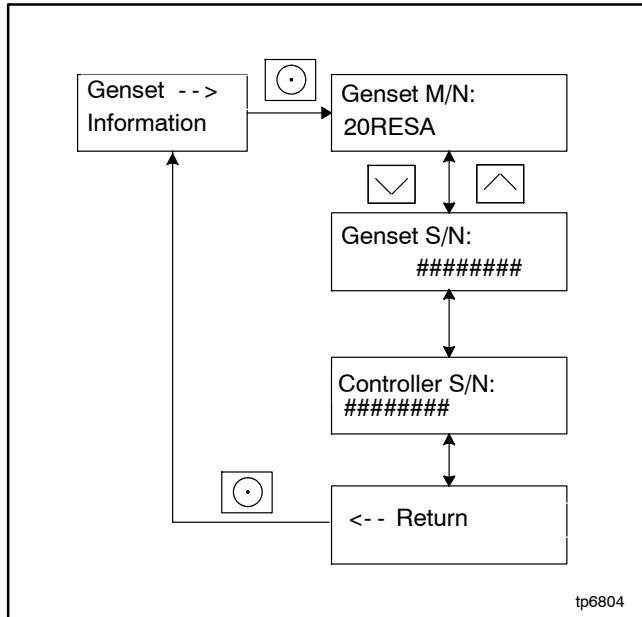 Genset -->
Information
Genset M/N:
20RESA
Genset S/N:
########
Controller S/N:
########
<-- Return
tp6804